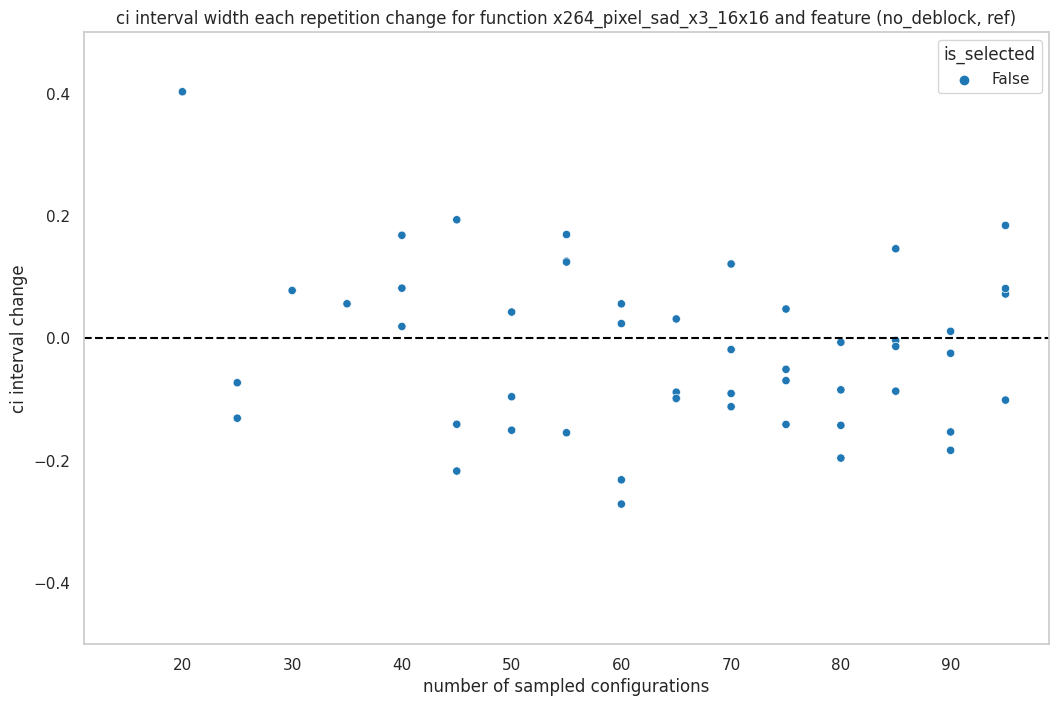 ci interval width each repetition change for function x264_pixel_sad_x3_16x16 and feature (no_deblock, ref)
is_selected
False
ci interval change
0.4
0.2
0.0
−0.2
−0.4
20 30 40 50 60 70 80 90
number of sampled configurations